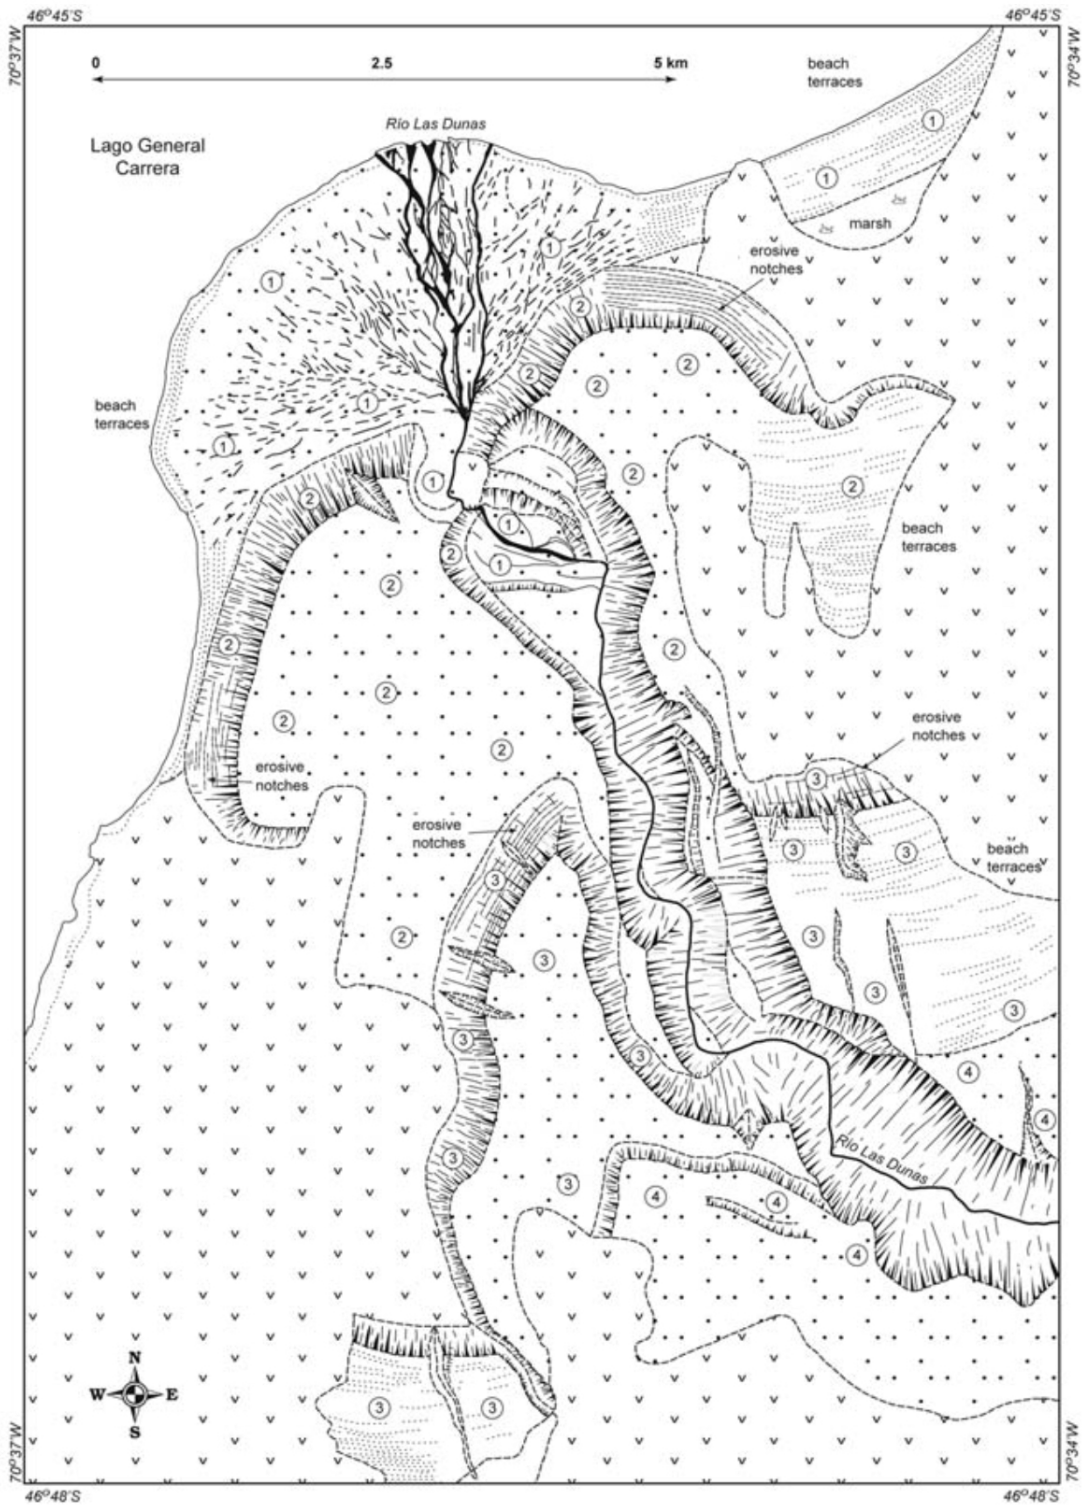 46°45'S
46°45'S
70°37'W
70°34'W
0
2.5
5 km
beach
terraces
Río Las Dunas
Lago General
Carrera
1
1
marsh
erosive
notches
1
1
2
2
2
2
1
beach
terraces
1
2
2
1
2
beach
terraces
1
2
1
2
2
2
2
2
2
erosive
notches
erosive
notches
3
erosive
notches
3
3
beach
terraces
3
2
3
3
3
3
3
3
4
4
Río Las Dunas
3
3
4
4
4
3
3
N
W
E
S
70°37'W
70°34'W
46°48'S
46°48'S